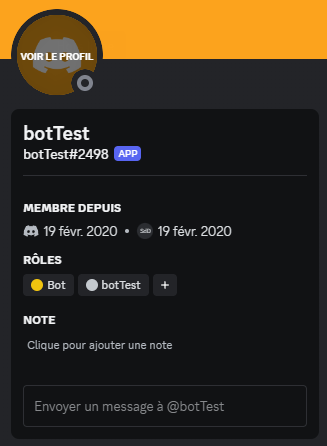 VOIR LE PROFIL
botTest
botTest#2498 APP
MEMBRE DEPUIS
19 févr. 2020 • SdD 19 févr. 2020
RÔLES
Bot botTest +
NOTE
Clique pour ajouter une note
Envoyer un message à @botTest